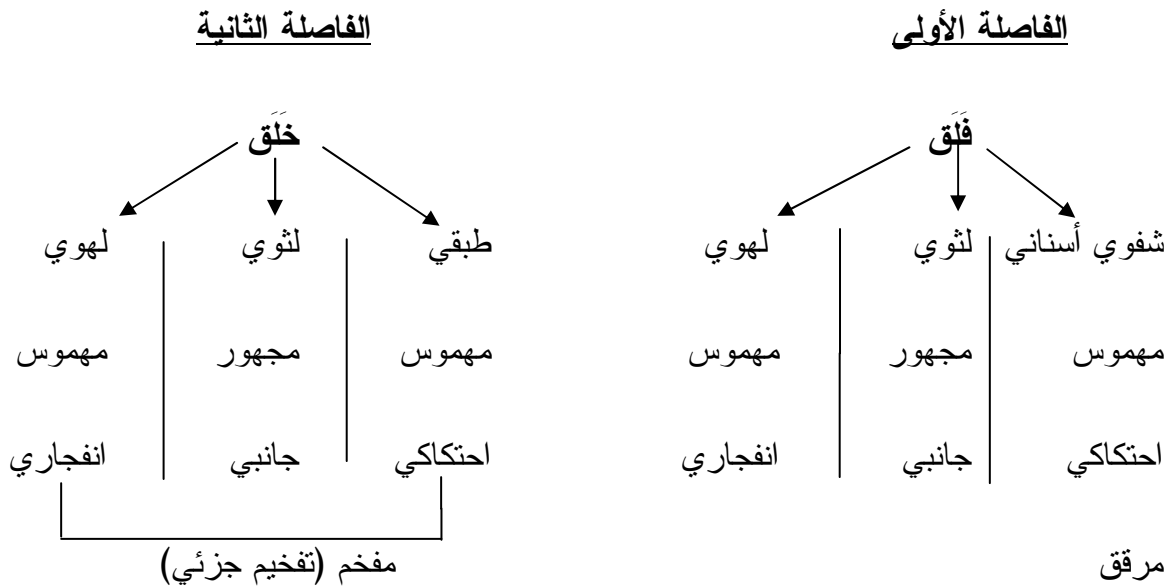 الفاصلة الأولى الفاصلة الثانية
فَلَق خَلَق
شفوي أسناني لثوي لهوي طبقي لثوي لهوي
مهموس مجهور مهموس مهموس مجهور مهموس
احتكاكي جانبي انفجاري احتكاكي جانبي انفجاري
مرقق مفخم (تفخيم جزئي)